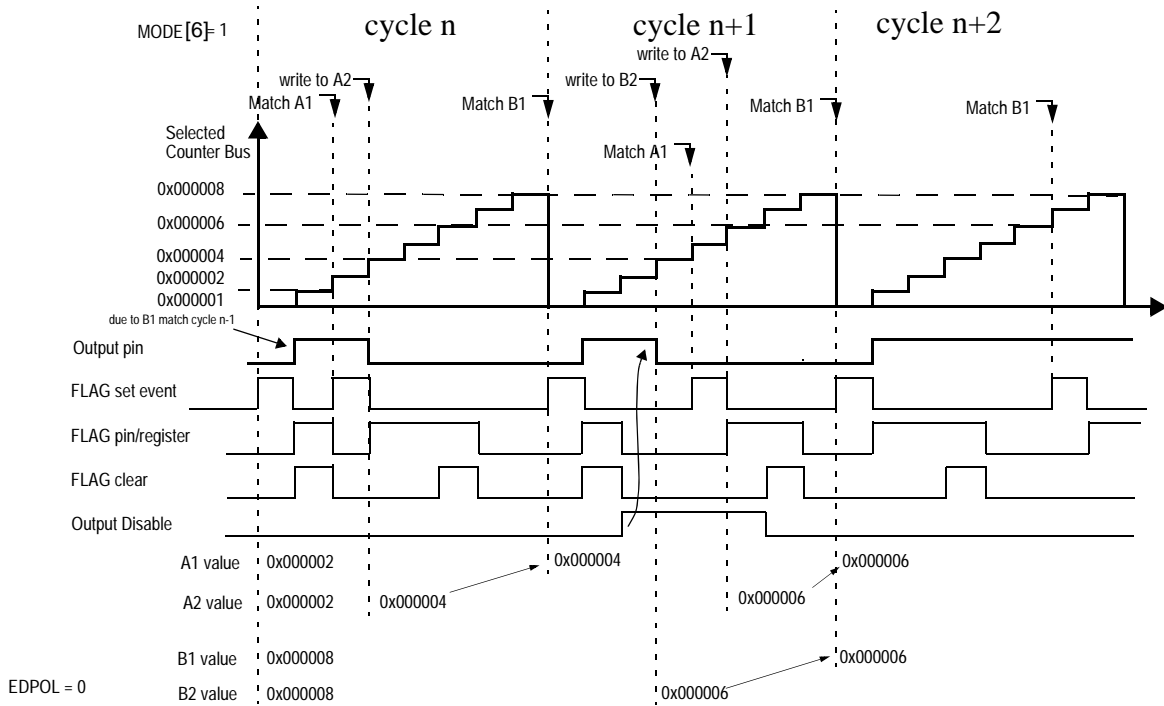 MODE[6]= 1
cycle n
cycle n+1
cycle n+2
write to A2
write to A2
write to B2
Match A1
Match B1
Match B1
Match B1
Match A1
Selected
Counter Bus
0x000008
0x000006
0x000004
0x000002
0x000001
due to B1 match cycle n-1
Output pin
FLAG set event
FLAG pin/register
FLAG clear
Output Disable
A1 value 0x000002 0x000004 0x000006
A2 value 0x000002 0x000004 0x000006
B1 value 0x000008 0x000006
EDPOL = 0
B2 value 0x000008 0x000006